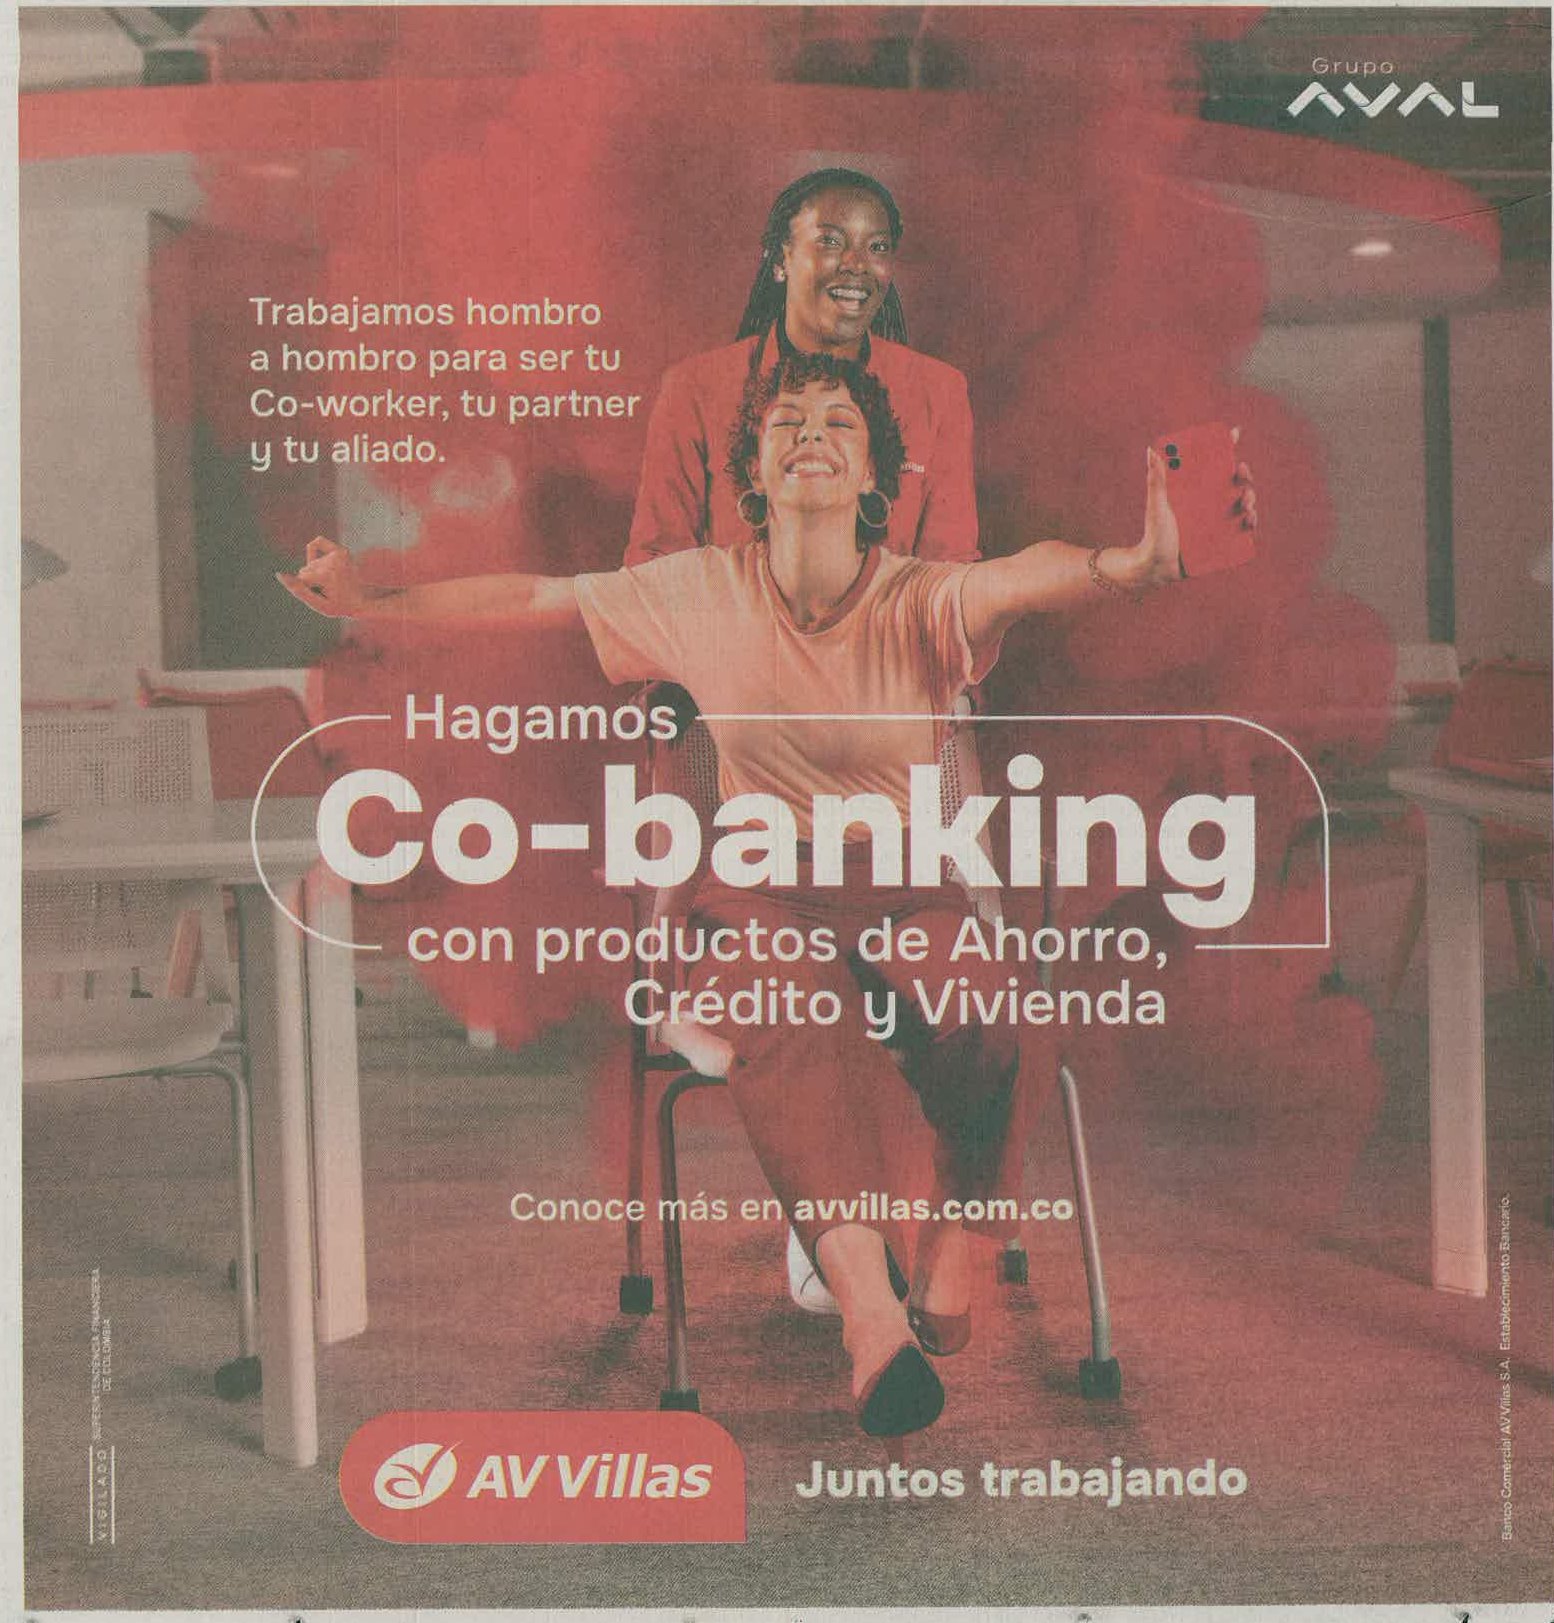 Grupo
AVAL
Trabajamos hombro
a hombro para ser tu
Co-worker, tu partner
y tu aliado.
Hagamos
Co-banking
con productos de Ahorro,
Crédito y Vivienda
Conoce más en avvillas.com.co
VIGILADO
SUPERINTENDENCIA FINANCIERA
DE COLOMBIA
AV Villas
Juntos trabajando
Banco Comercial AV Villas S.A. Establecimiento Bancario.